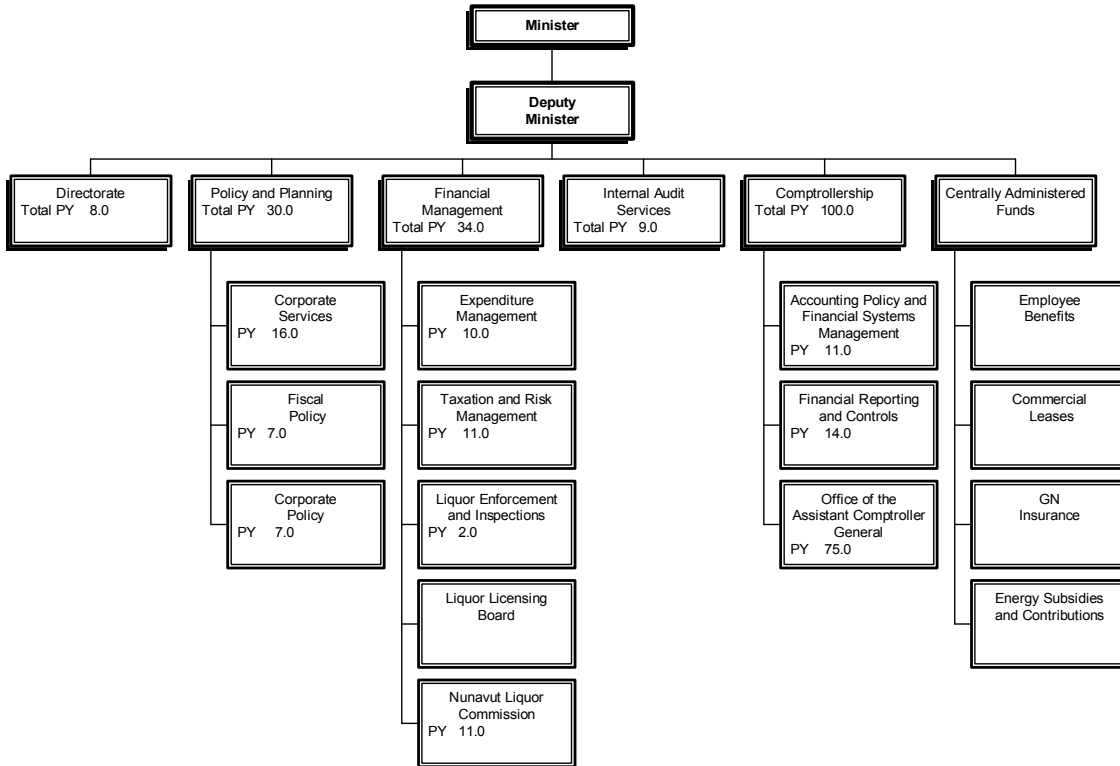 Minister
Deputy
Minister
Directorate
Total PY 8.0
Policy and Planning
Total PY 30.0
Financial
Management
Total PY 34.0
Internal Audit
Services
Total PY 9.0
Comptrollership
Total PY 100.0
Centrally Administered
Funds
Corporate
Services
PY 16.0
Fiscal
Policy
PY 7.0
Corporate
Policy
PY 7.0
Expenditure
Management
PY 10.0
Taxation and Risk
Management
PY 11.0
Liquor Enforcement
and Inspections
PY 2.0
Liquor Licensing
Board
Nunavut Liquor
Commission
PY 11.0
Accounting Policy and
Financial Systems
Management
PY 11.0
Financial Reporting
and Controls
PY 14.0
Office of the
Assistant Comptroller
General
PY 75.0
Employee
Benefits
Commercial
Leases
GN
Insurance
Energy Subsidies
and Contributions